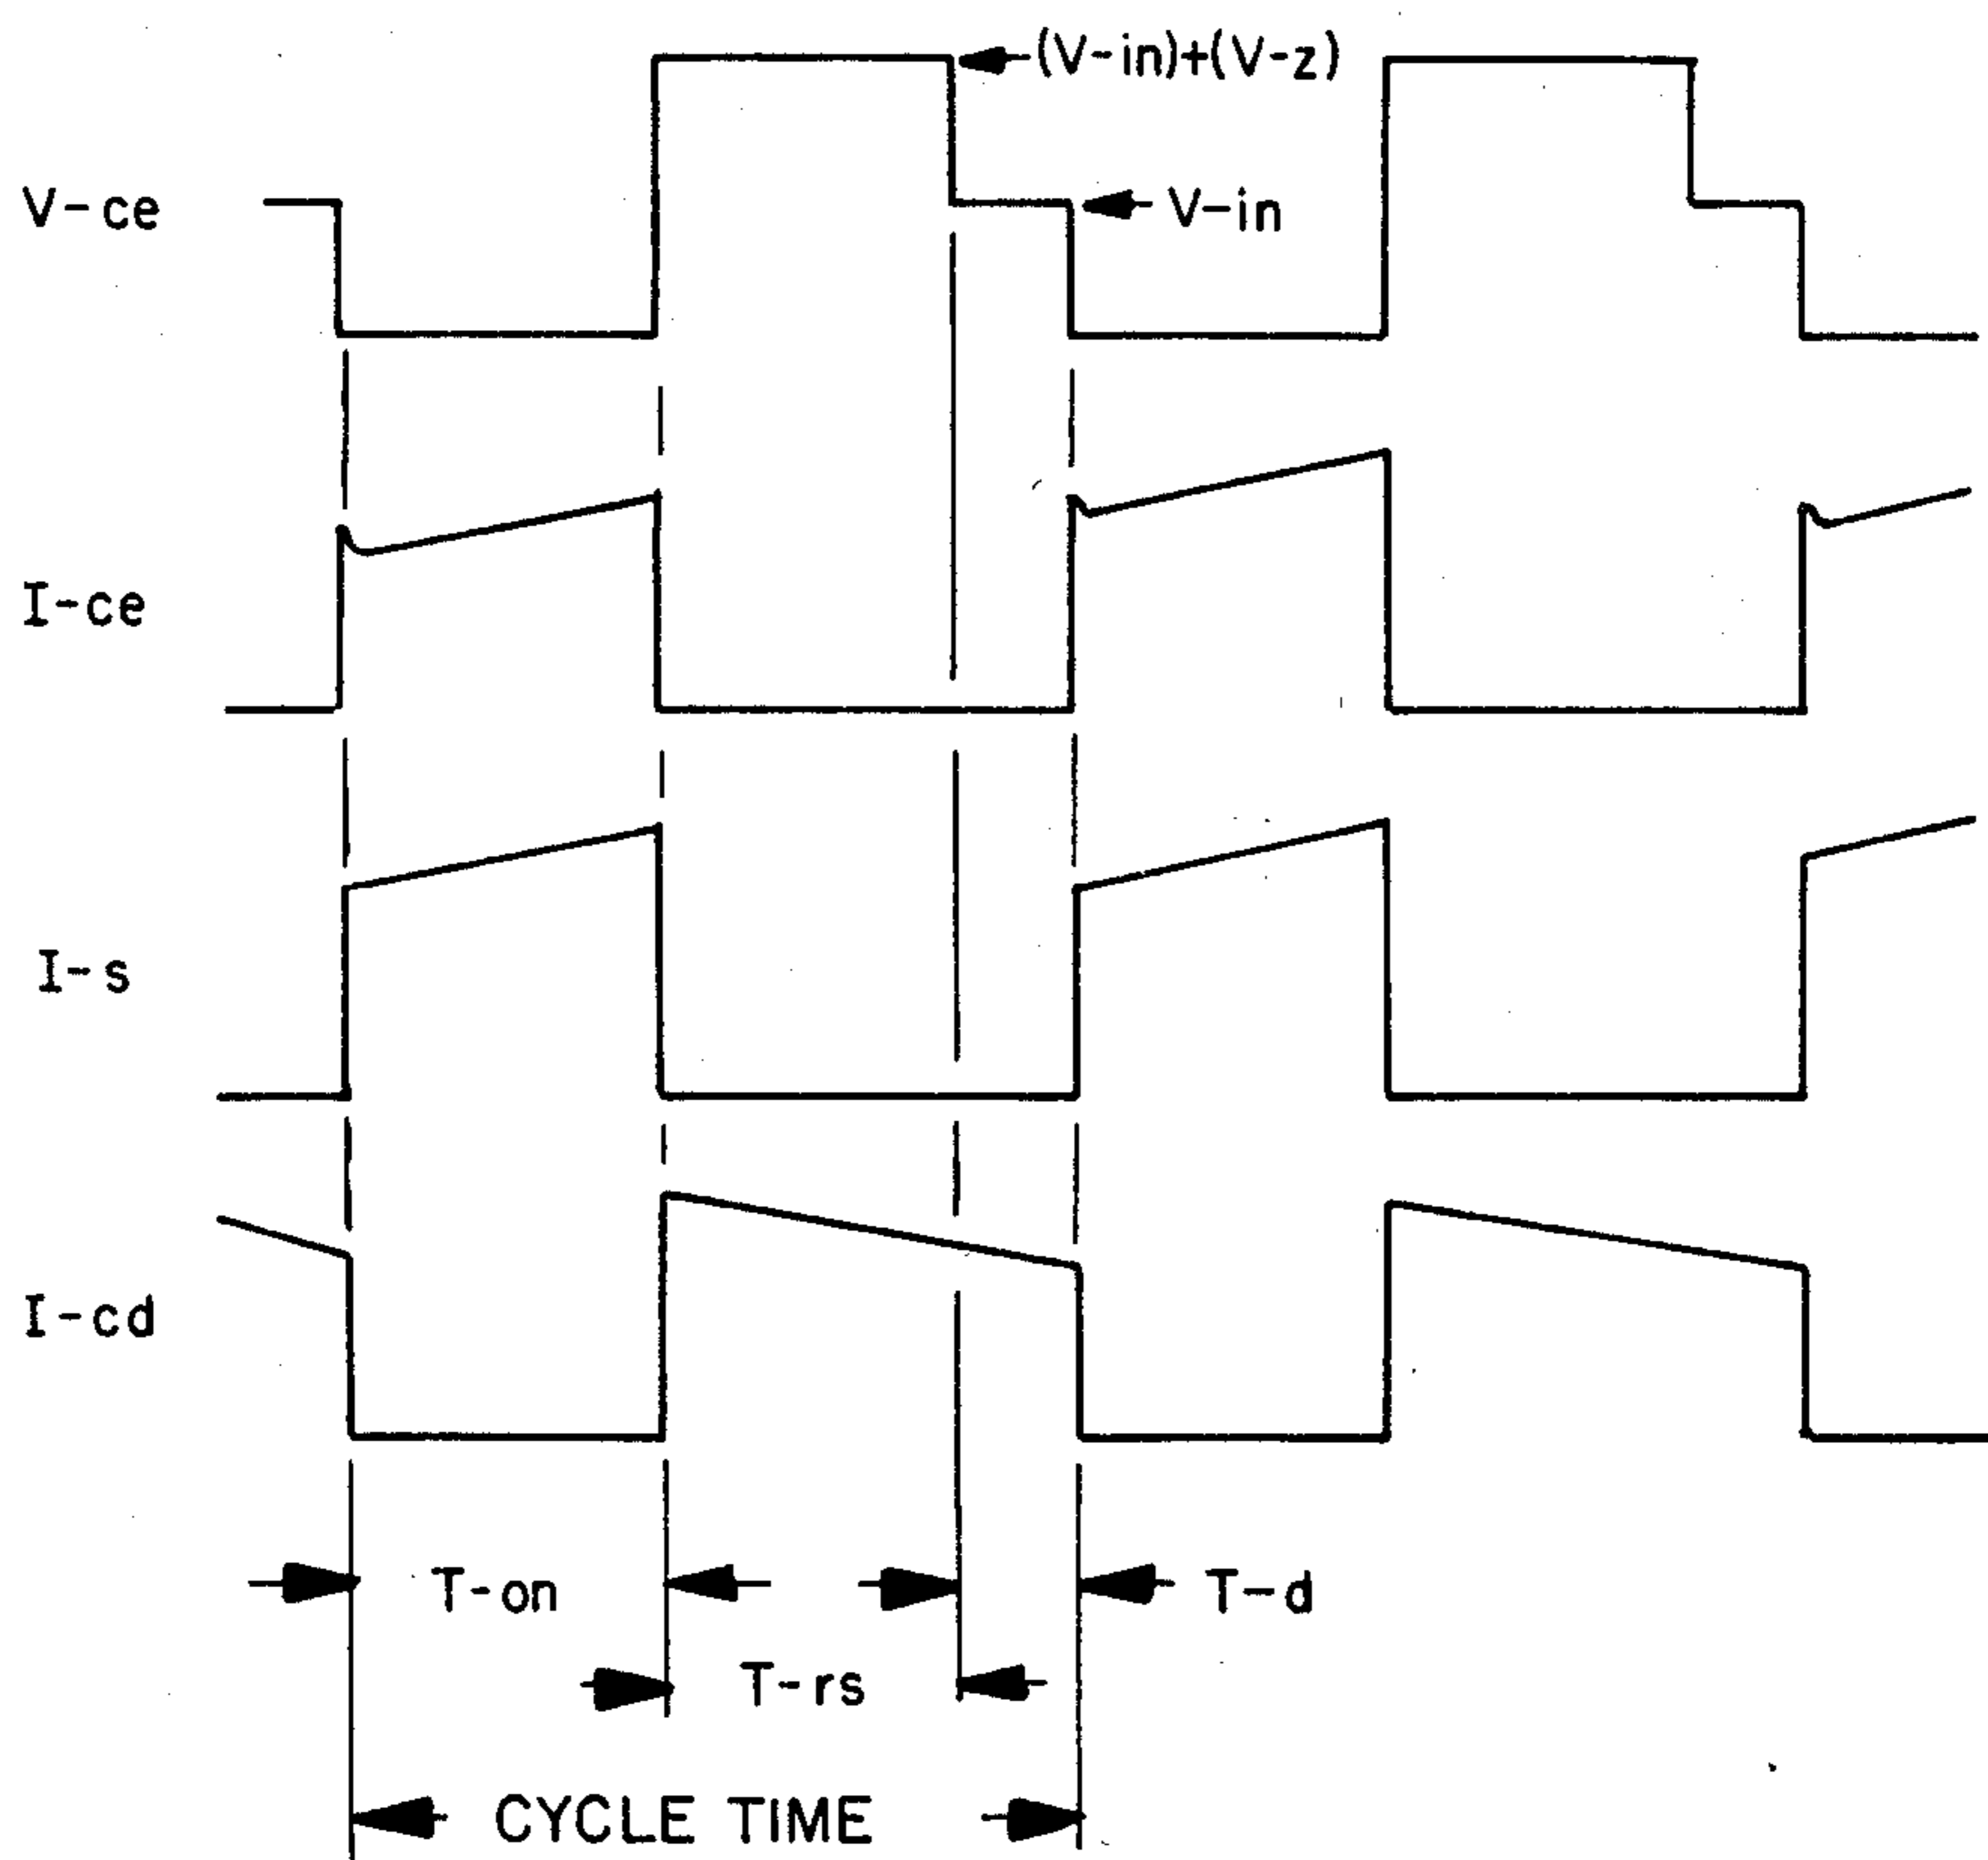 (V-in)+(V-z)
V-ce
V-in
I-ce
I-s
I-cd
T-on
T-d
T-rs
CYCLE TIME